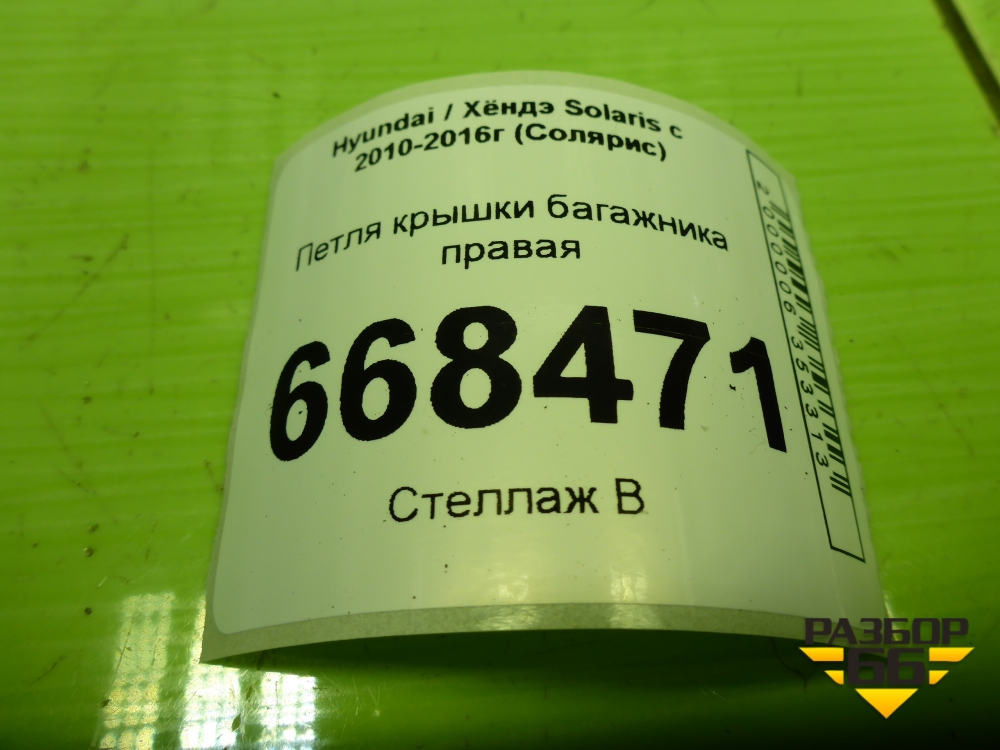 Hyundai / Хёндэ Solaris с
2010-2016г (Солярис)
Петля крышки багажника
правая
668471
Стеллаж В
2000006353313
РАЗБОР
66